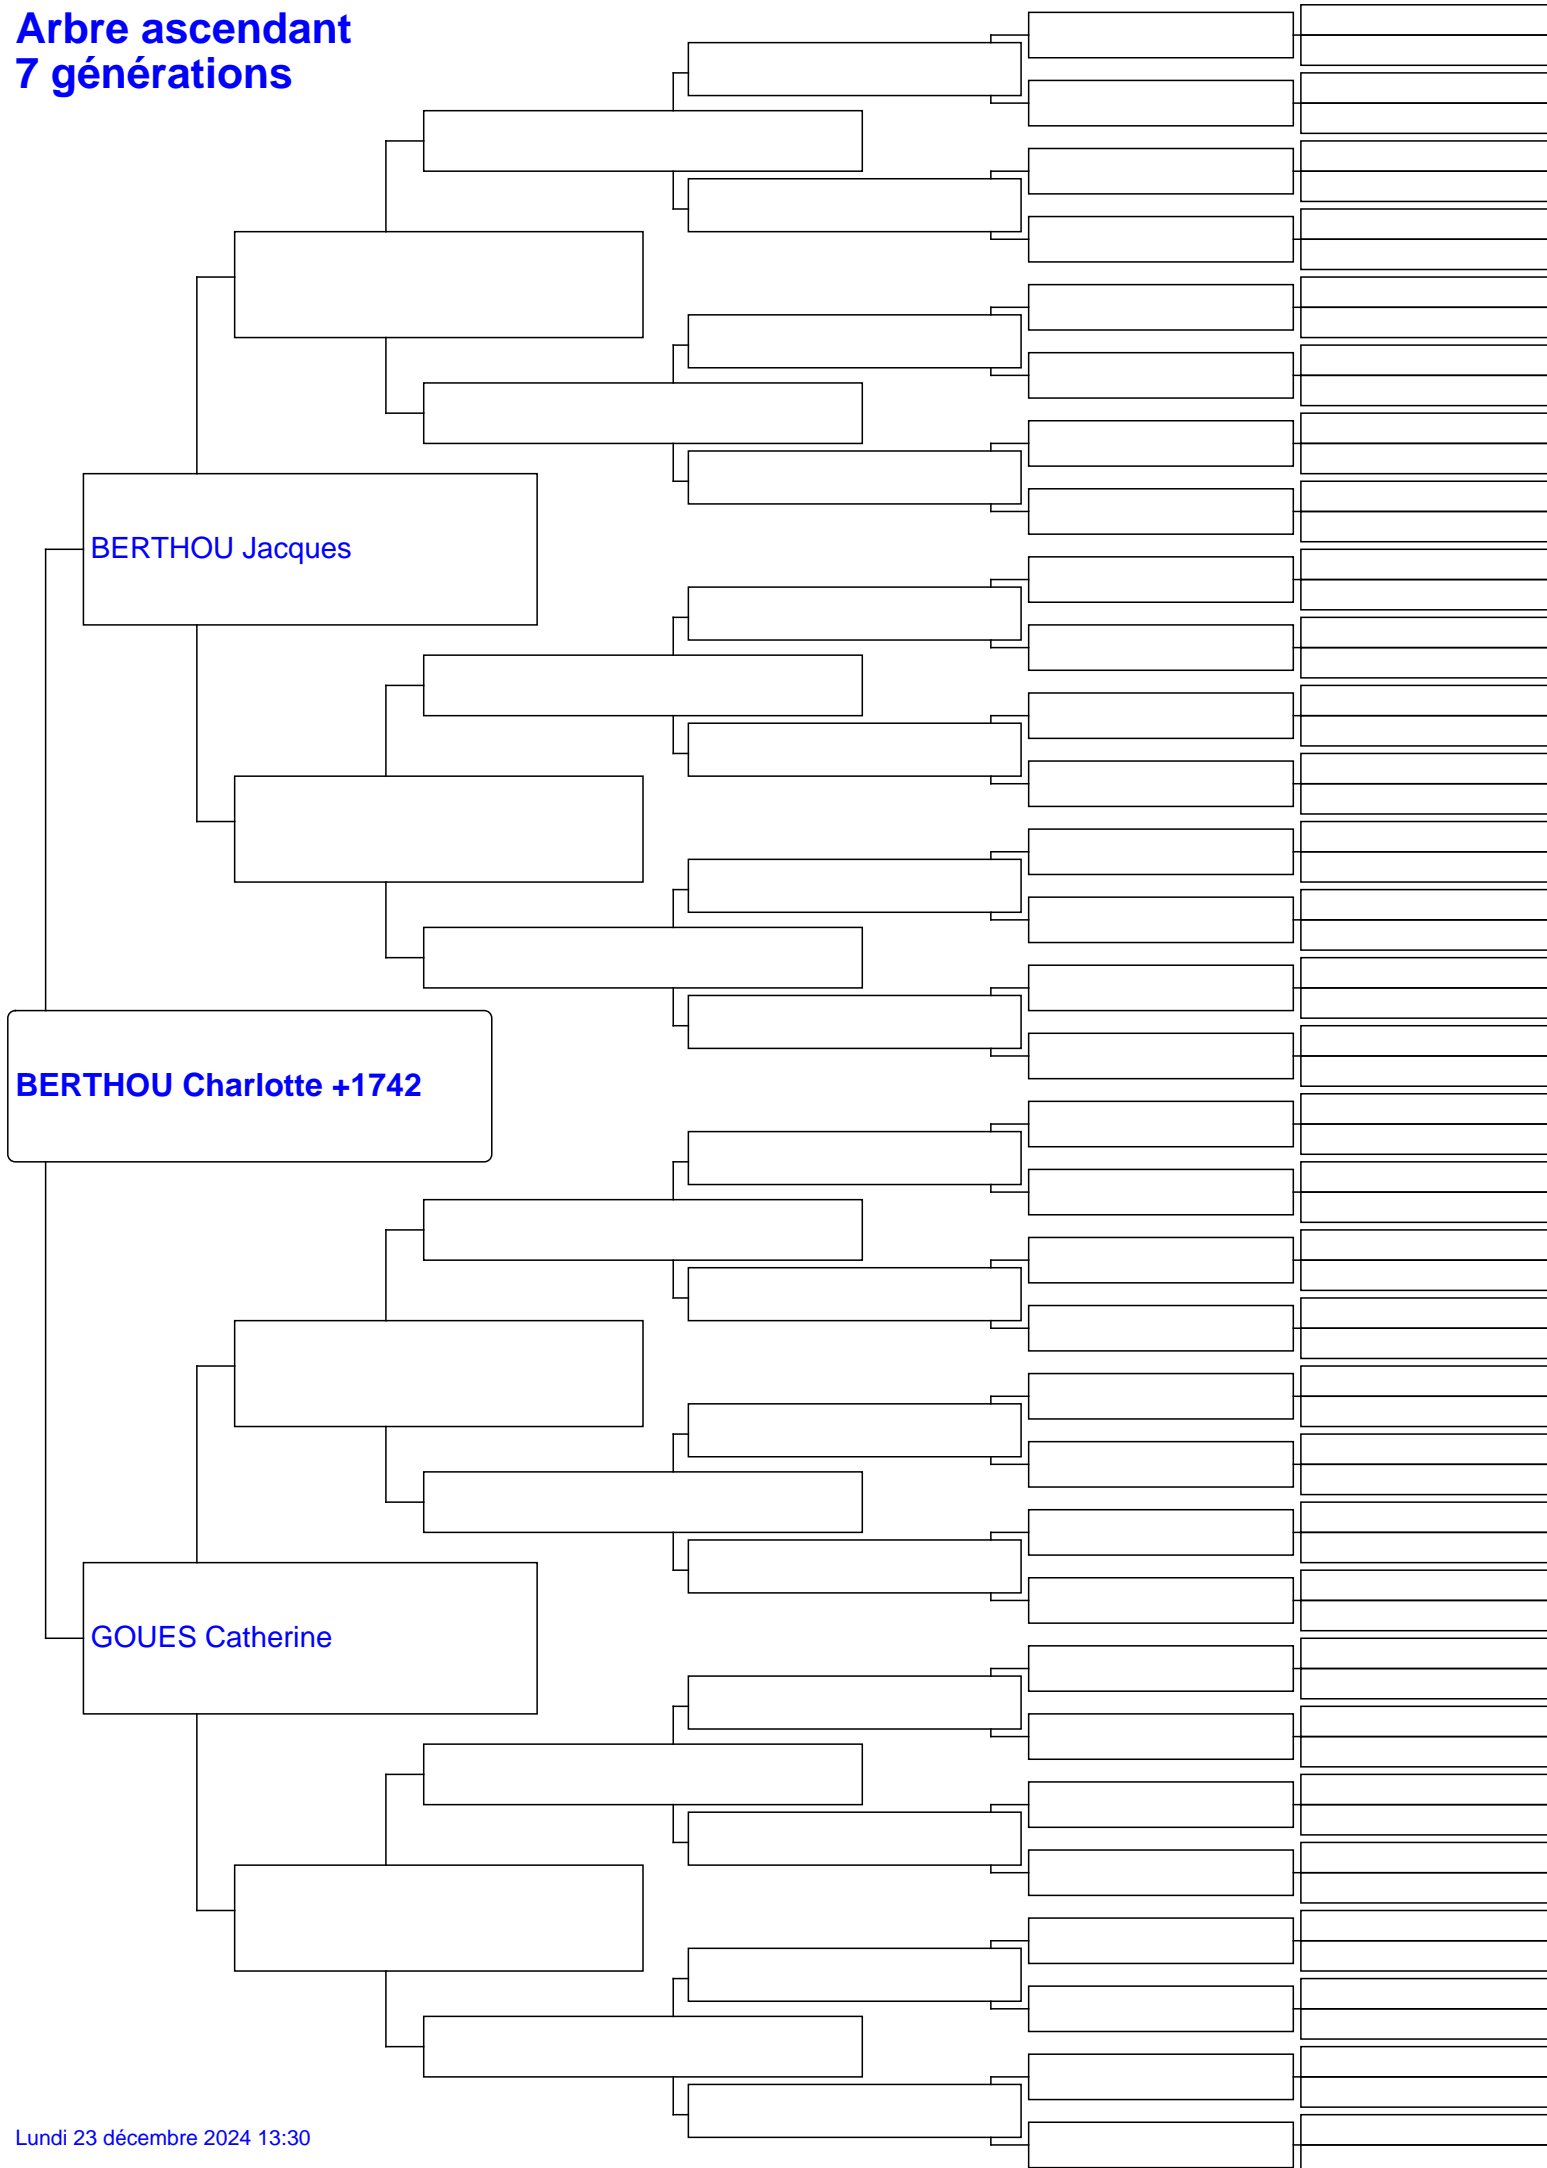 Arbre ascendant
7 générations
BERTHOU Jacques
BERTHOU Charlotte +1742
GOUES Catherine
Lundi 23 décembre 2024 13:30